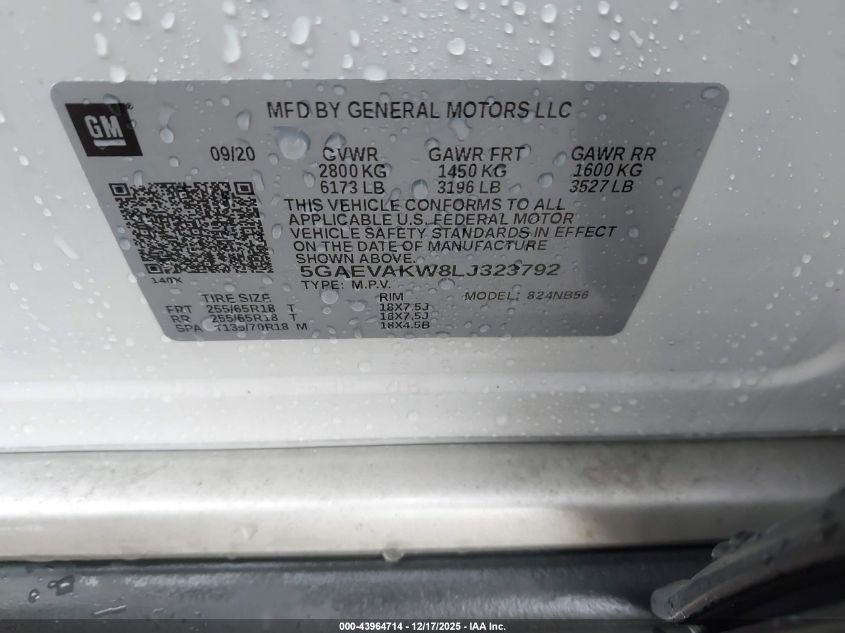 GM
MFD BY GENERAL MOTORS LLC
09/20 GVWR GAWR FRT GAWR RR
2800 KG 1450 KG 1600 KG
6173 LB 3196 LB 3527 LB
THIS VEHICLE CONFORMS TO ALL
APPLICABLE U.S. FEDERAL MOTOR
VEHICLE SAFETY STANDARDS IN EFFECT
ON THE DATE OF MANUFACTURE
SHOWN ABOVE.
5GAEVAKW8LJ323792
140X
TYPE: M.P.V.
TIRE SIZE RIM MODEL: 824NB56
FRT 255/65R18 T 18X7.5J
RR 255/65R18 T 18X7.5J
SPA T135/70R18 M 18X4.5B
000-43964714 - 12/17/2025 - IAA Inc.